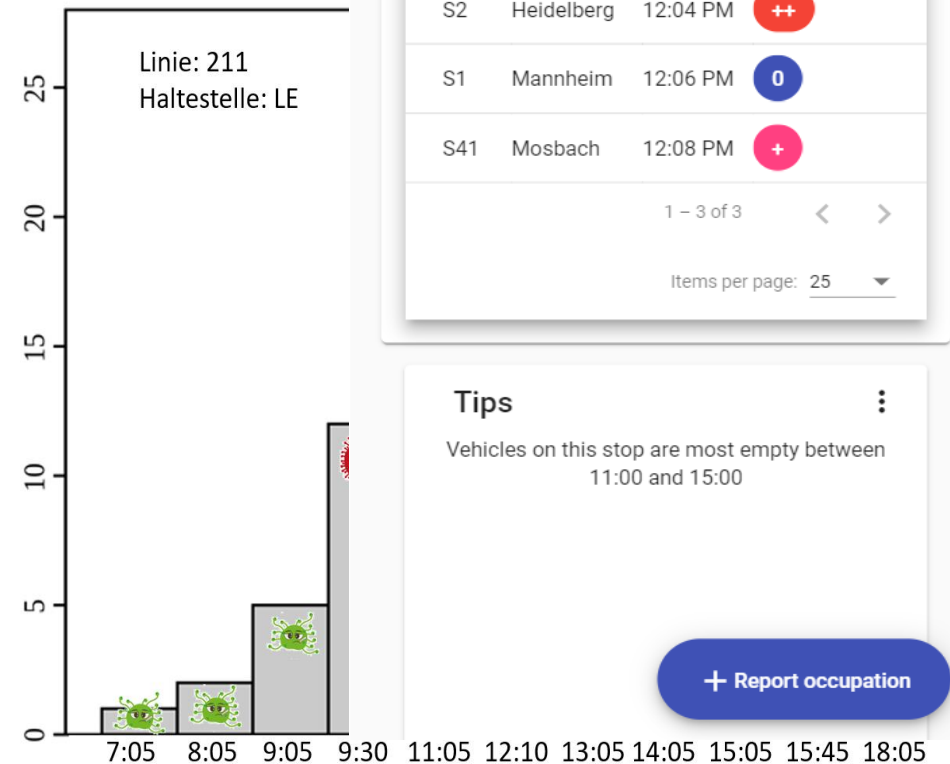 Linie: 211
Haltestelle: LE
25
20
15
10
5
0
S2 Heidelberg 12:04 PM ++
S1 Mannheim 12:06 PM 0
S41 Mosbach 12:08 PM +
1 – 3 of 3
Items per page: 25
Tips
Vehicles on this stop are most empty between
11:00 and 15:00
+ Report occupation
7:05 8:05 9:05 9:30 11:05 12:10 13:05 14:05 15:05 15:45 18:05